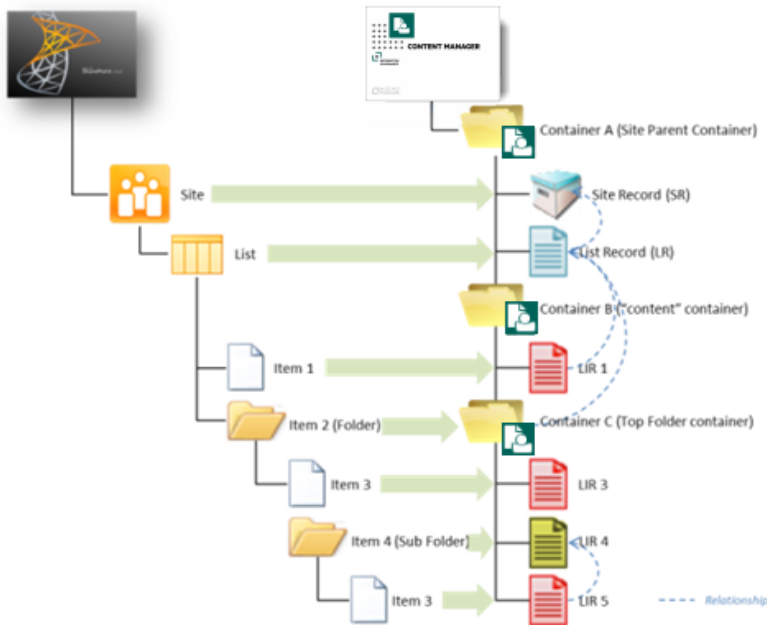 CONTENT MANAGER
Container A (Site Parent Container)
Site
Site Record (SR)
List
List Record (LR)
Container B ("content" container)
Item 1
LIR 1
Item 2 (Folder)
Container C (Top Folder container)
Item 3
LIR 3
Item 4 (Sub Folder)
LIR 4
Item 3
LIR 5
Relationship